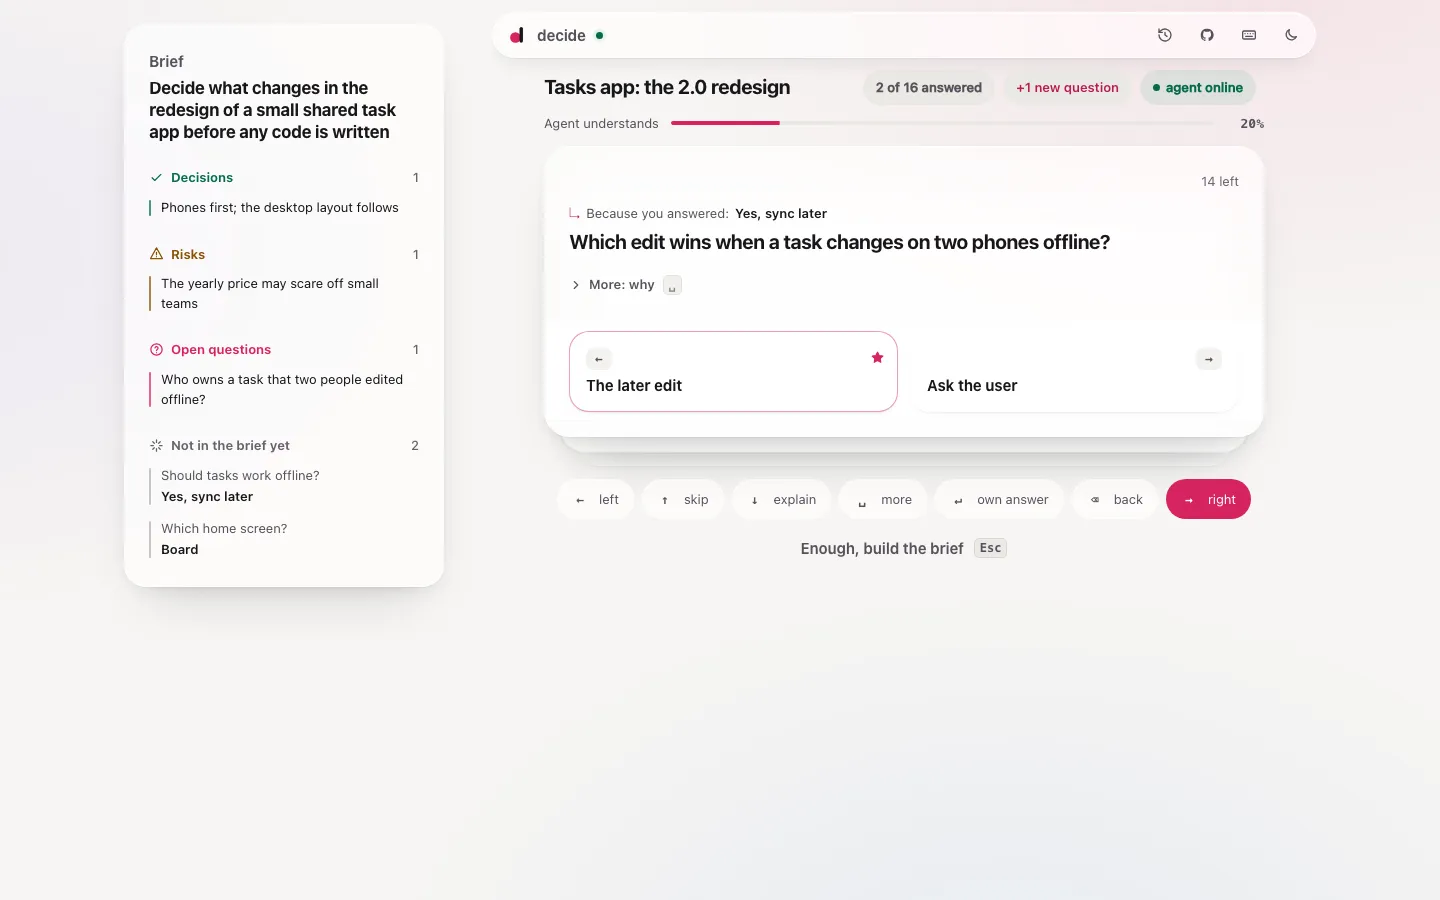 Brief
Decide what changes in the
redesign of a small shared task
app before any code is written
Decisions 1
Phones first; the desktop layout follows
Risks 1
The yearly price may scare off small
teams
Open questions 1
Who owns a task that two people edited
offline?
Not in the brief yet 2
Should tasks work offline?
Yes, sync later
Which home screen?
Board
decide
Tasks app: the 2.0 redesign
2 of 16 answered
+1 new question
agent online
Agent understands 20%
14 left
Because you answered: Yes, sync later
Which edit wins when a task changes on two phones offline?
More: why ␣
← →
The later edit Ask the user
← left ↑ skip ↓ explain ␣ more ↵ own answer ⌫ back → right
Enough, build the brief Esc